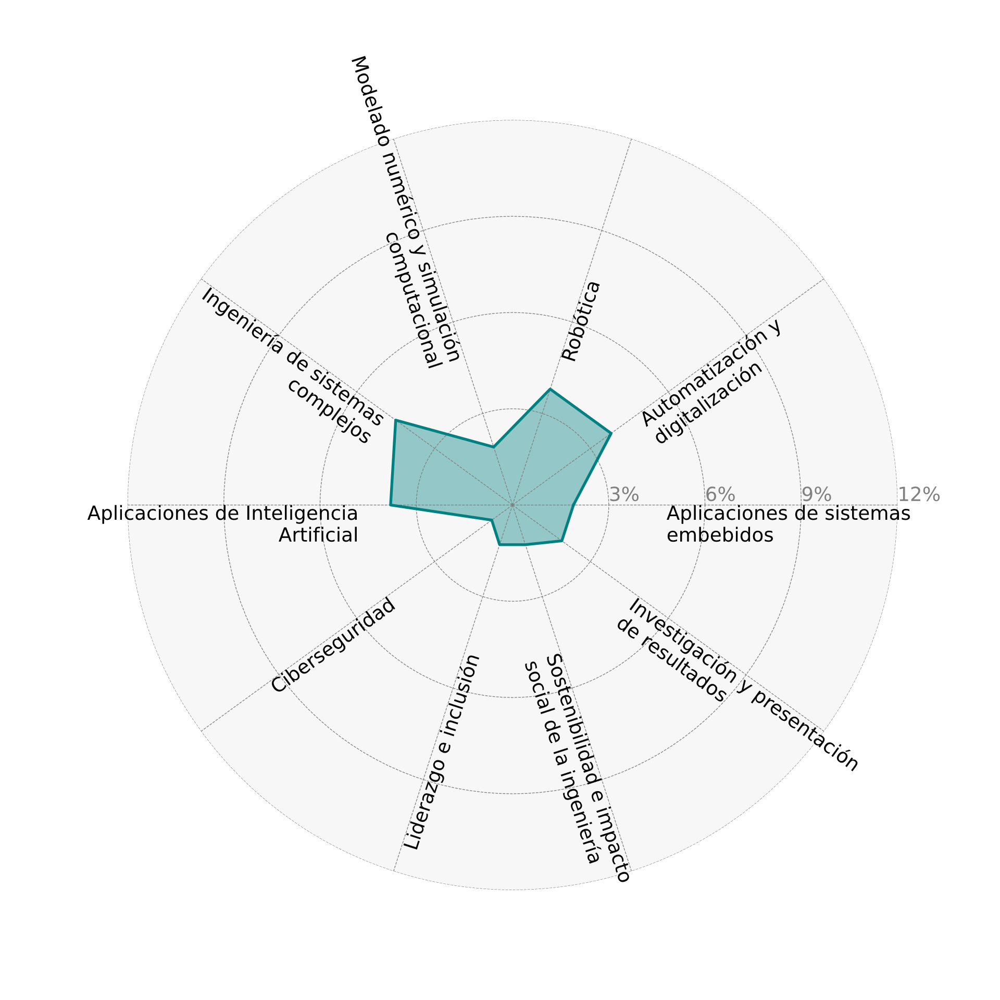 Modelado numérico y simulación
computacional
Robótica
Automatización y
digitalización
Ingeniería de sistemas
complejos
3%
6%
9%
12%
Aplicaciones de Inteligencia
Artificial
Aplicaciones de sistemas
embebidos
Ciberseguridad
Liderazgo e inclusión
Sostenibilidad e impacto
social de la ingeniería
Investigación y presentación
de resultados